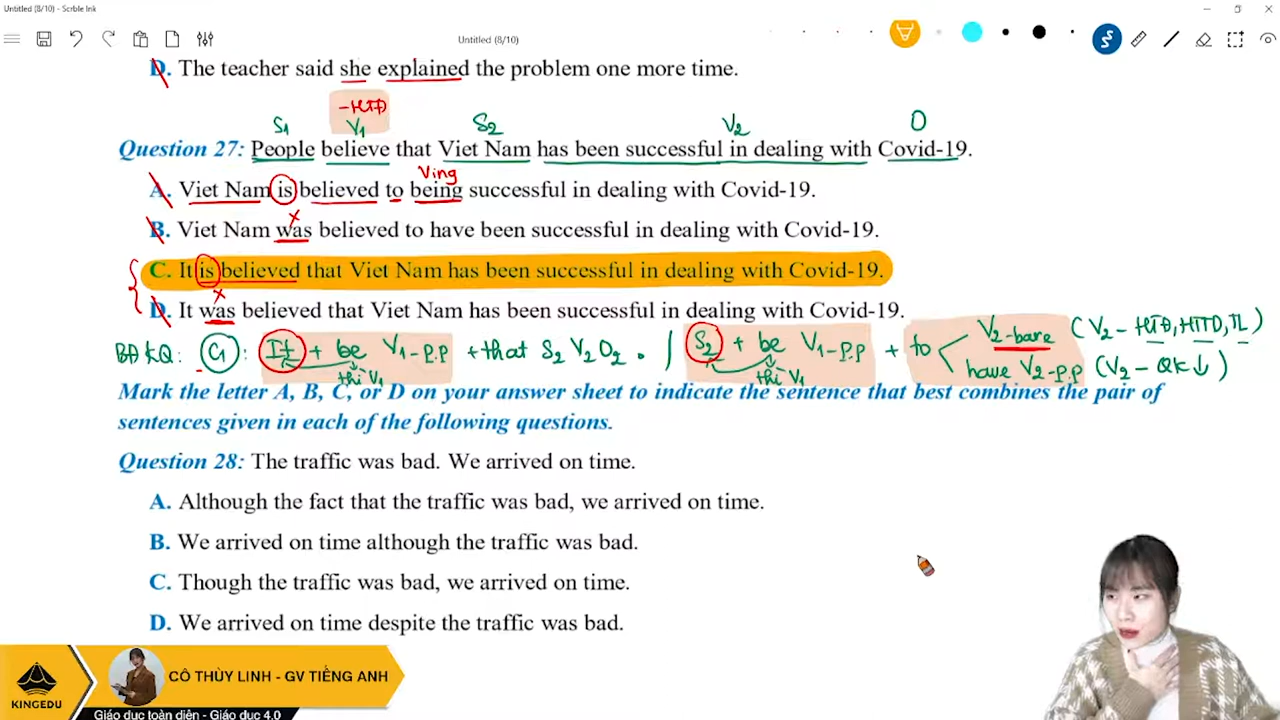 Untitled (8/10) - Scrble Ink
Untitled (8/10)
D. The teacher said she explained the problem one more time.
-HTĐ
S1 V1 S2 V2 O
Question 27: People believe that Viet Nam has been successful in dealing with Covid-19.
Ving
A. Viet Nam is believed to being successful in dealing with Covid-19.
x
B. Viet Nam was believed to have been successful in dealing with Covid-19.
C. It is believed that Viet Nam has been successful in dealing with Covid-19.
x
D. It was believed that Viet Nam has been successful in dealing with Covid-19.
BĐ KQ: C1: It + be V1-p.p + that S2 V2 O2. / S2 + be V1-p.p + to V2-bare (V2 - HTĐ, HTTD, TL)
thì V1 thì V1 have V2-p.p (V2 - QK↓)
Mark the letter A, B, C, or D on your answer sheet to indicate the sentence that best combines the pair of
sentences given in each of the following questions.
Question 28: The traffic was bad. We arrived on time.
A. Although the fact that the traffic was bad, we arrived on time.
B. We arrived on time although the traffic was bad.
C. Though the traffic was bad, we arrived on time.
D. We arrived on time despite the traffic was bad.
CÔ THÙY LINH - GV TIẾNG ANH
KINGEDU
Giáo dục toàn diện - Giáo dục 4.0